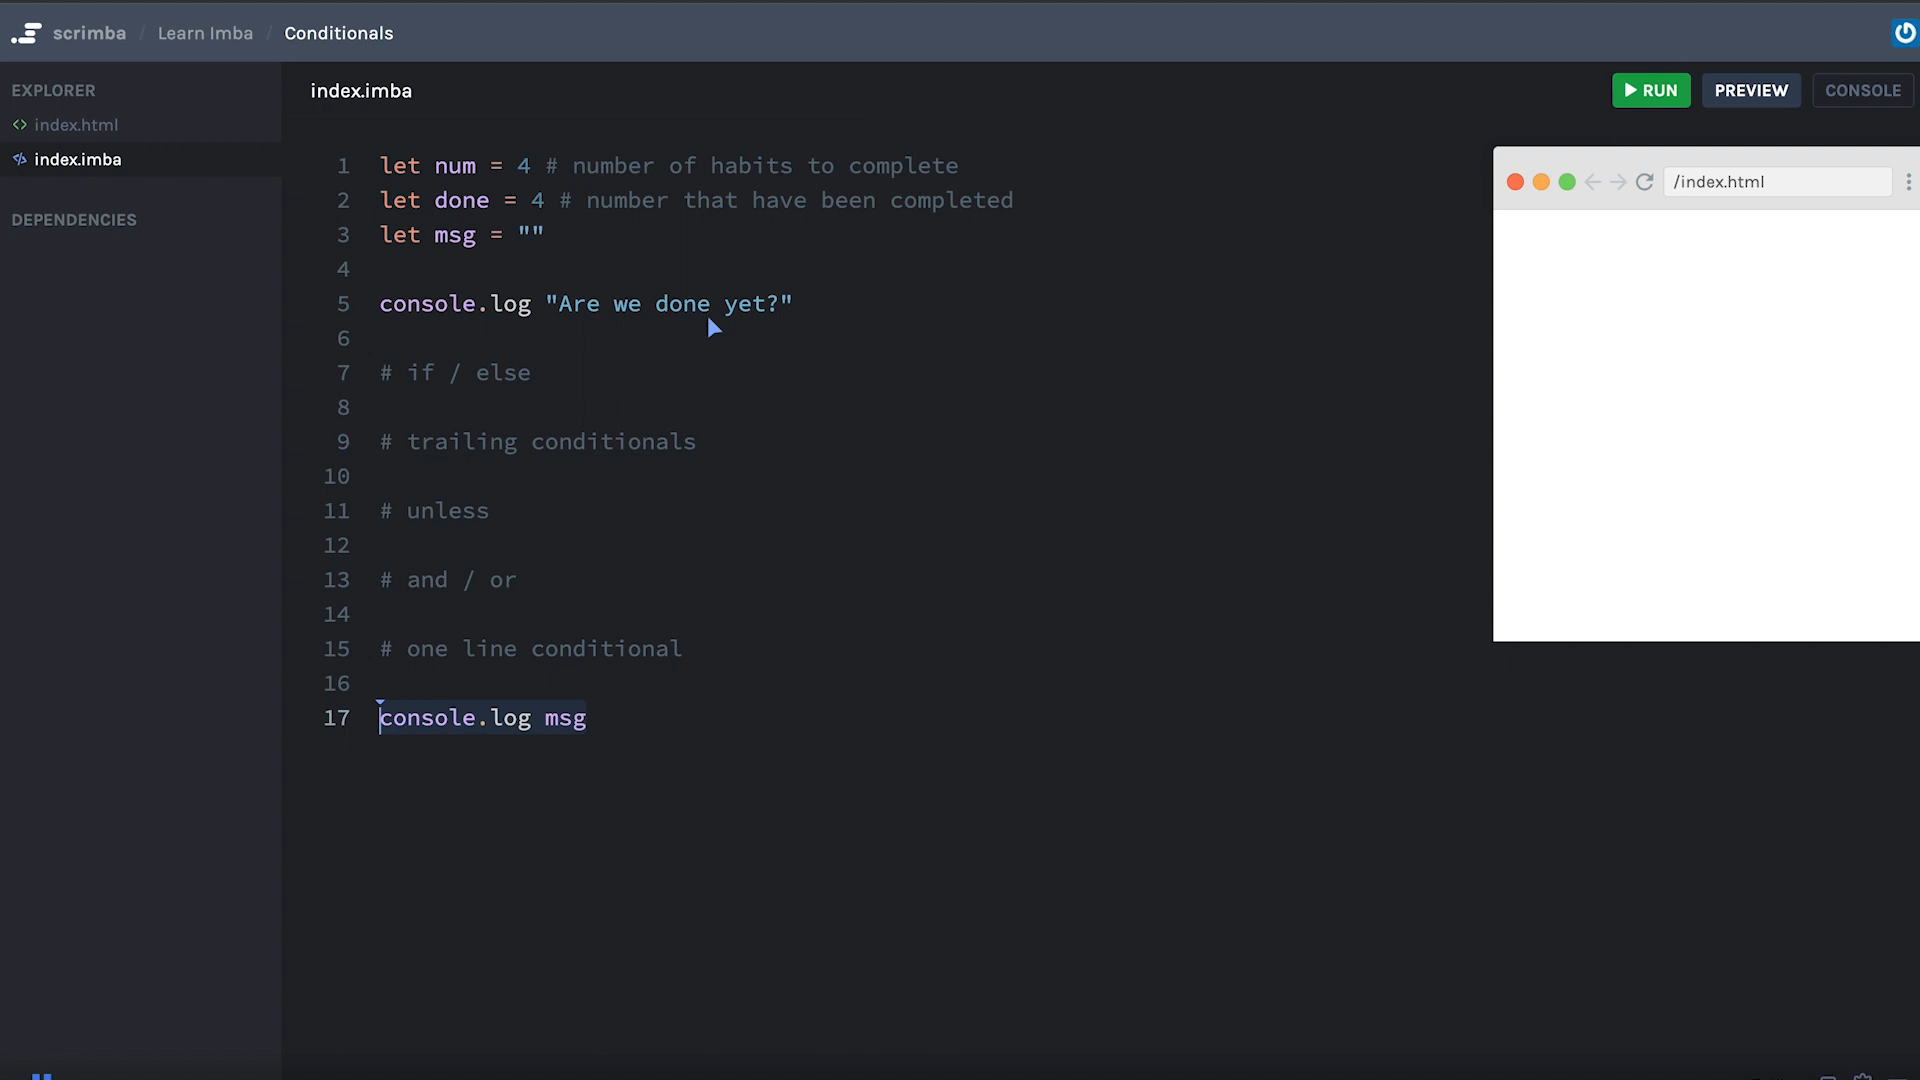 scrimba / Learn Imba / Conditionals
EXPLORER
index.html
index.imba
DEPENDENCIES
index.imba
RUN PREVIEW CONSOLE
1 let num = 4 # number of habits to complete
2 let done = 4 # number that have been completed
3 let msg = ""
4
5 console.log "Are we done yet?"
6
7 # if / else
8
9 # trailing conditionals
10
11 # unless
12
13 # and / or
14
15 # one line conditional
16
17 console.log msg
/index.html